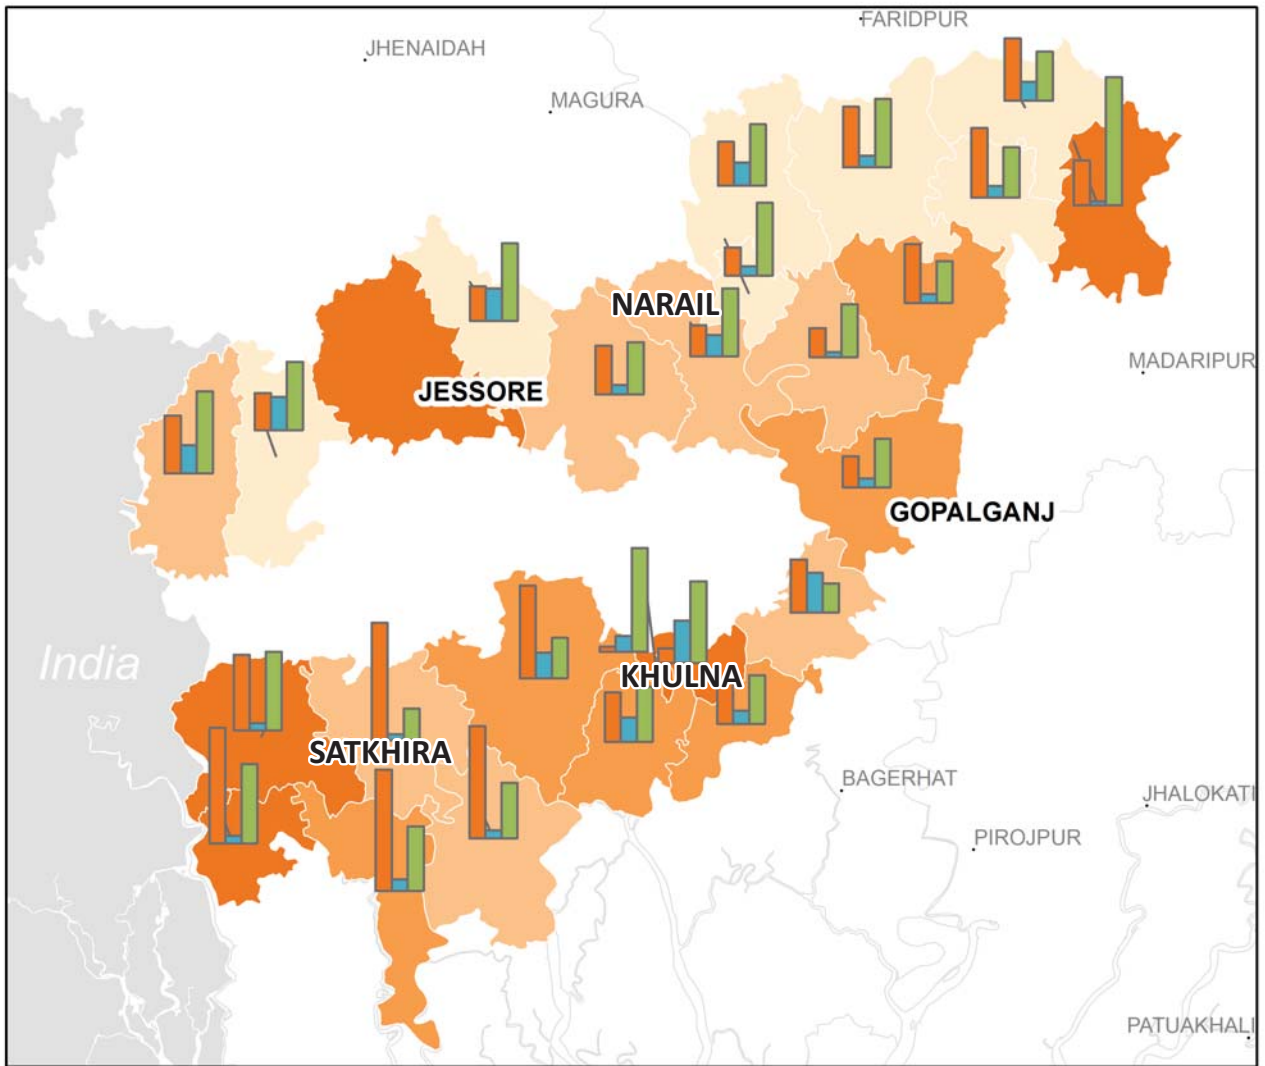 FARIDPUR
JHENAIDAH
MAGURA
NARAIL
MADARIPUR
JESSORE
GOPALGANJ
India
KHULNA
SATKHIRA
BAGERHAT
JHALOKATI
PIROJPUR
PATUAKHALI